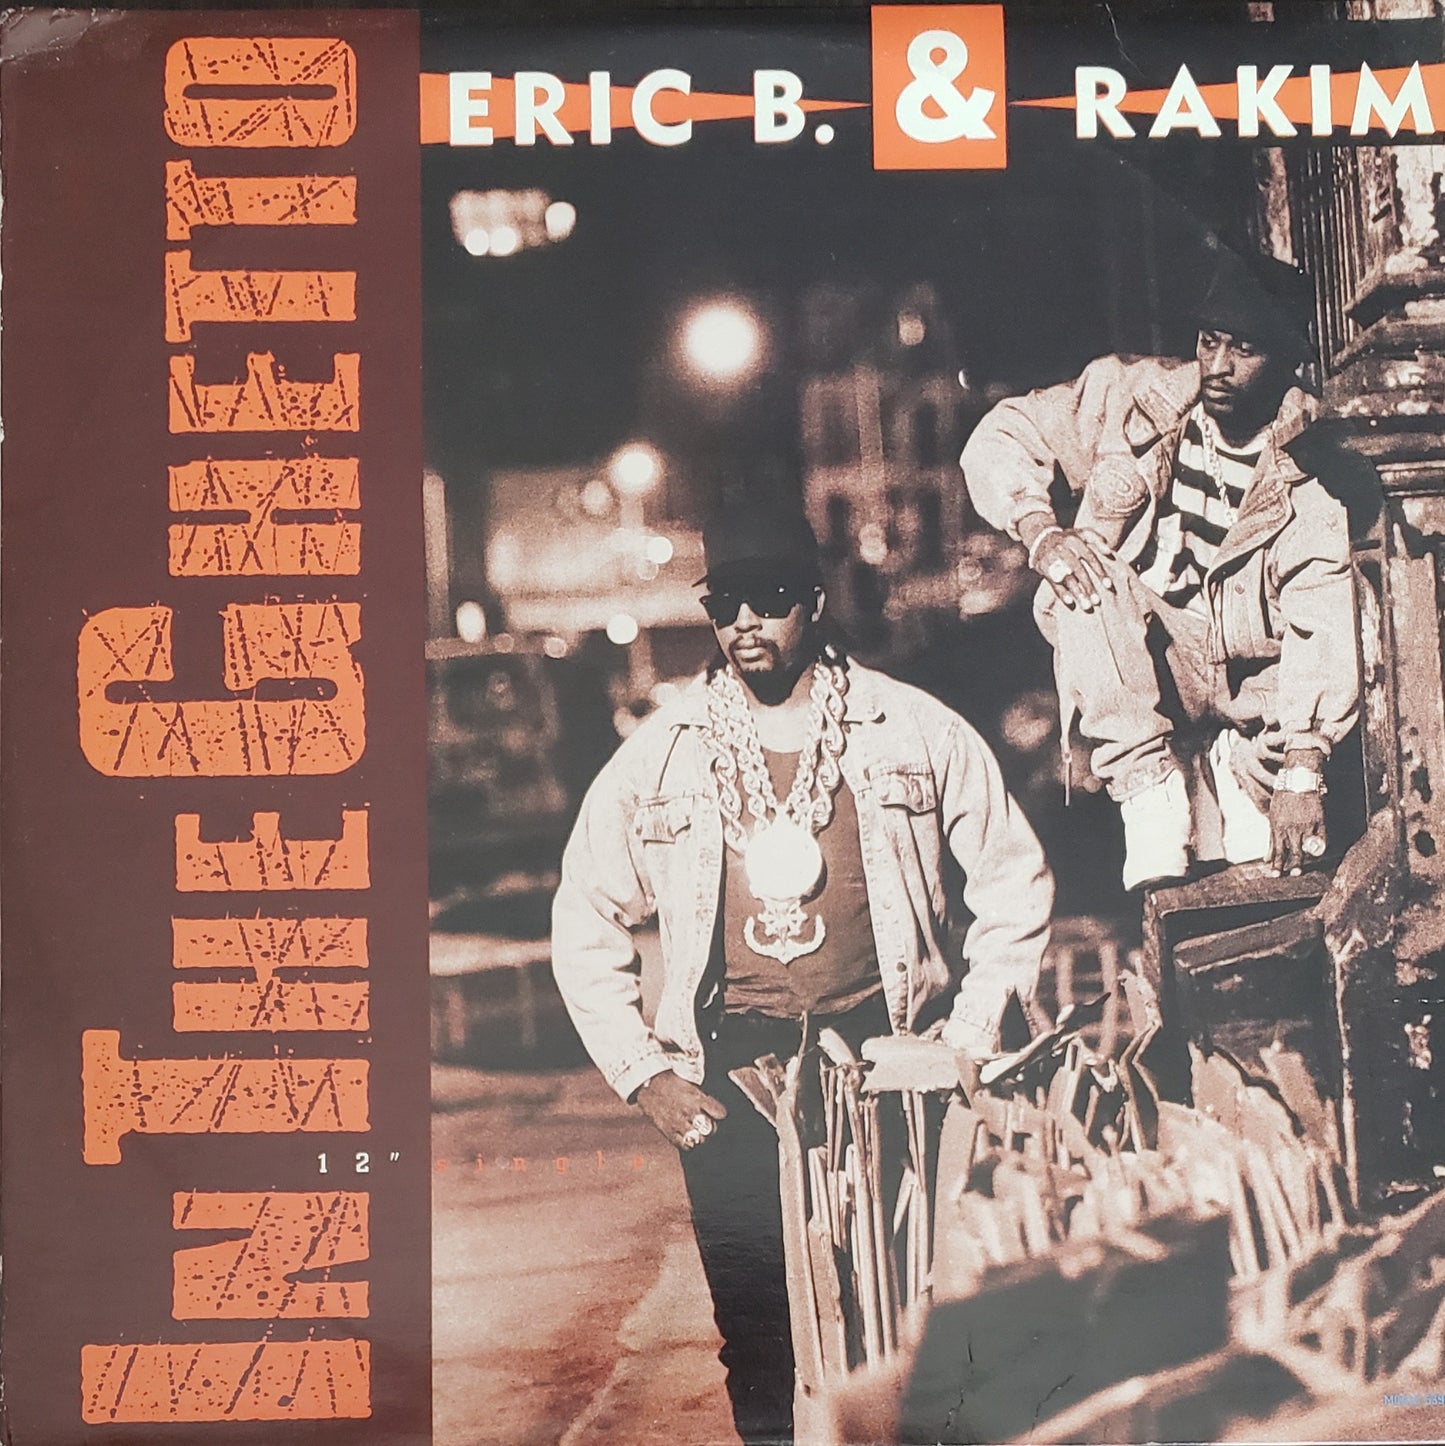 ERIC B. & RAKIM
IN THE GHETTO
12" single